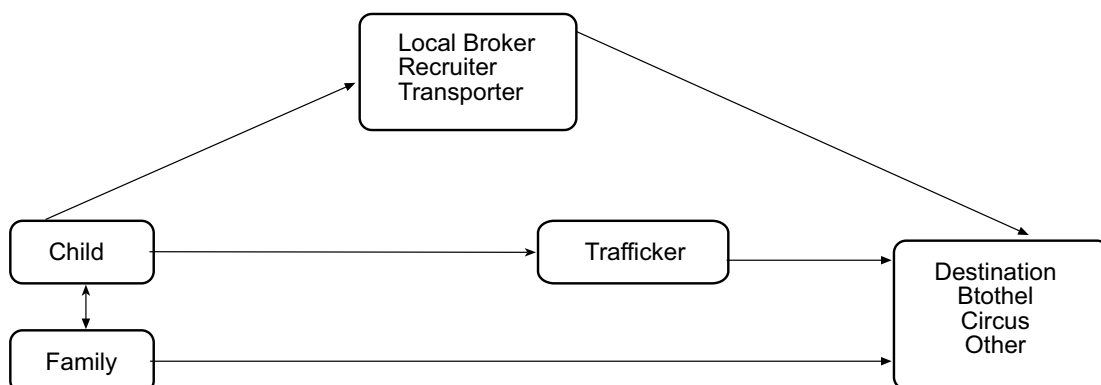 Local Broker
Recruiter
Transporter
Child
Trafficker
Destination
Btothel
Circus
Other
Family